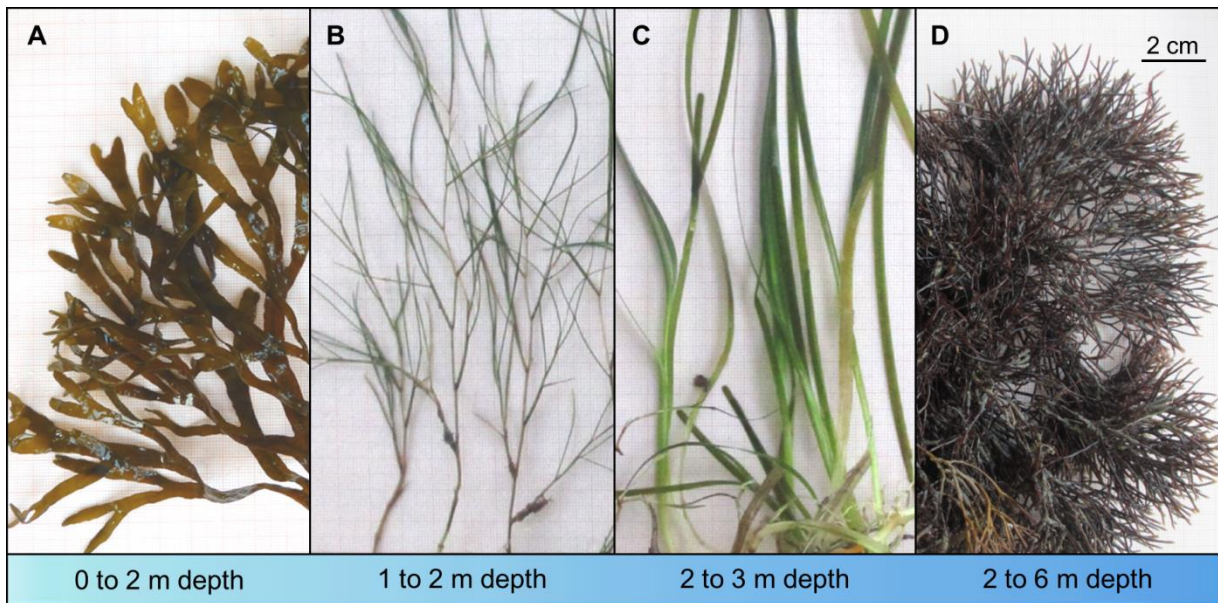 A
B
C
D
2 cm
0 to 2 m depth
1 to 2 m depth
2 to 3 m depth
2 to 6 m depth